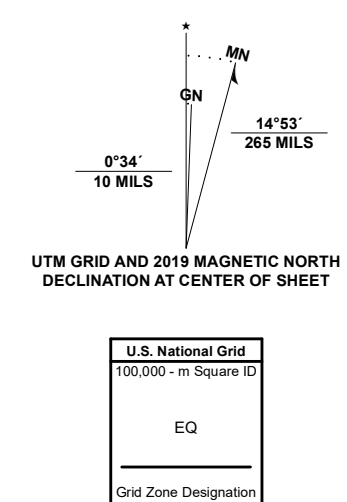 ★
MN
GN
14°53´
265 MILS
0°34´
10 MILS
UTM GRID AND 2019 MAGNETIC NORTH
DECLINATION AT CENTER OF SHEET
U.S. National Grid
100,000 - m Square ID
EQ
Grid Zone Designation